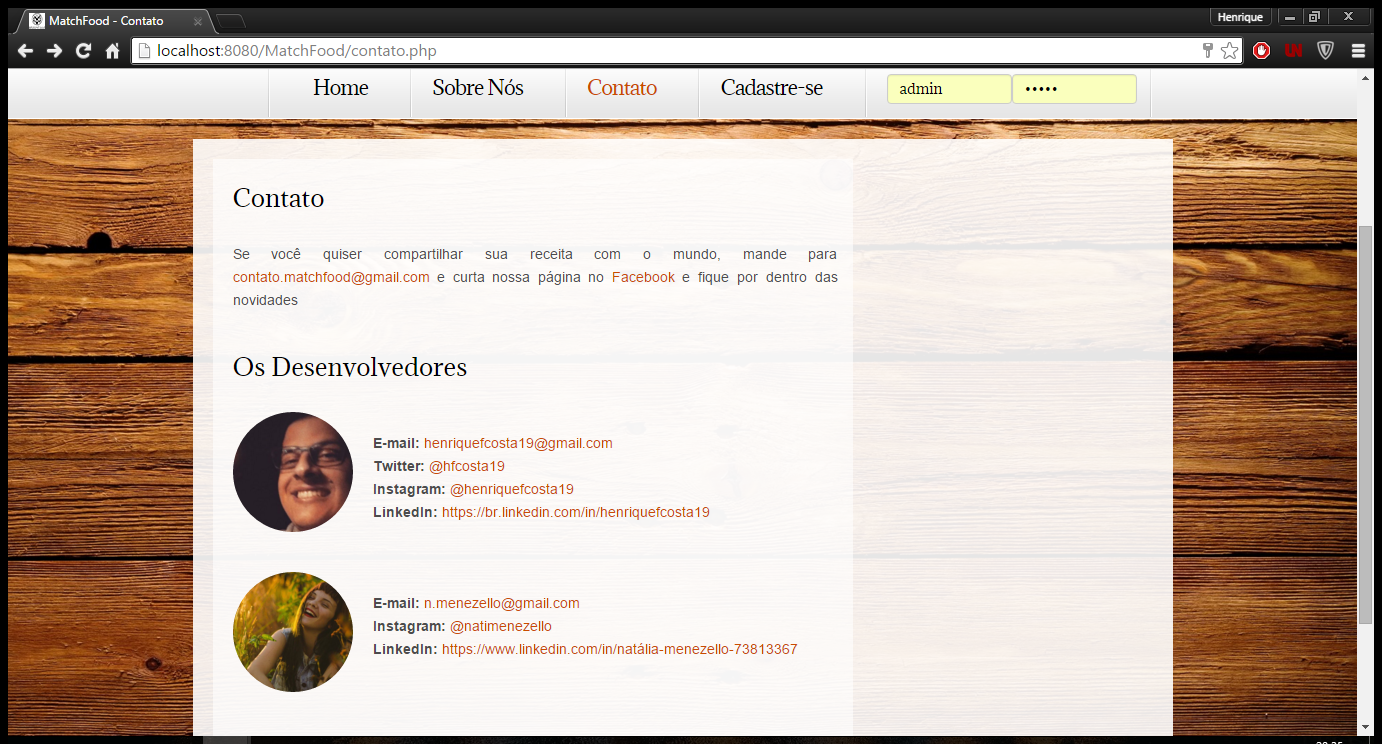 MatchFood - Contato
Henrique
localhost:8080/MatchFood/contato.php
Home Sobre Nós Contato Cadastre-se admin •••••
Contato
Se você quiser compartilhar sua receita com o mundo, mande para
contato.matchfood@gmail.com e curta nossa página no Facebook e fique por dentro das
novidades
Os Desenvolvedores
E-mail: henriquefcosta19@gmail.com
Twitter: @hfcosta19
Instagram: @henriquefcosta19
LinkedIn: https://br.linkedin.com/in/henriquefcosta19
E-mail: n.menezello@gmail.com
Instagram: @natimenezello
LinkedIn: https://www.linkedin.com/in/natália-menezello-73813367